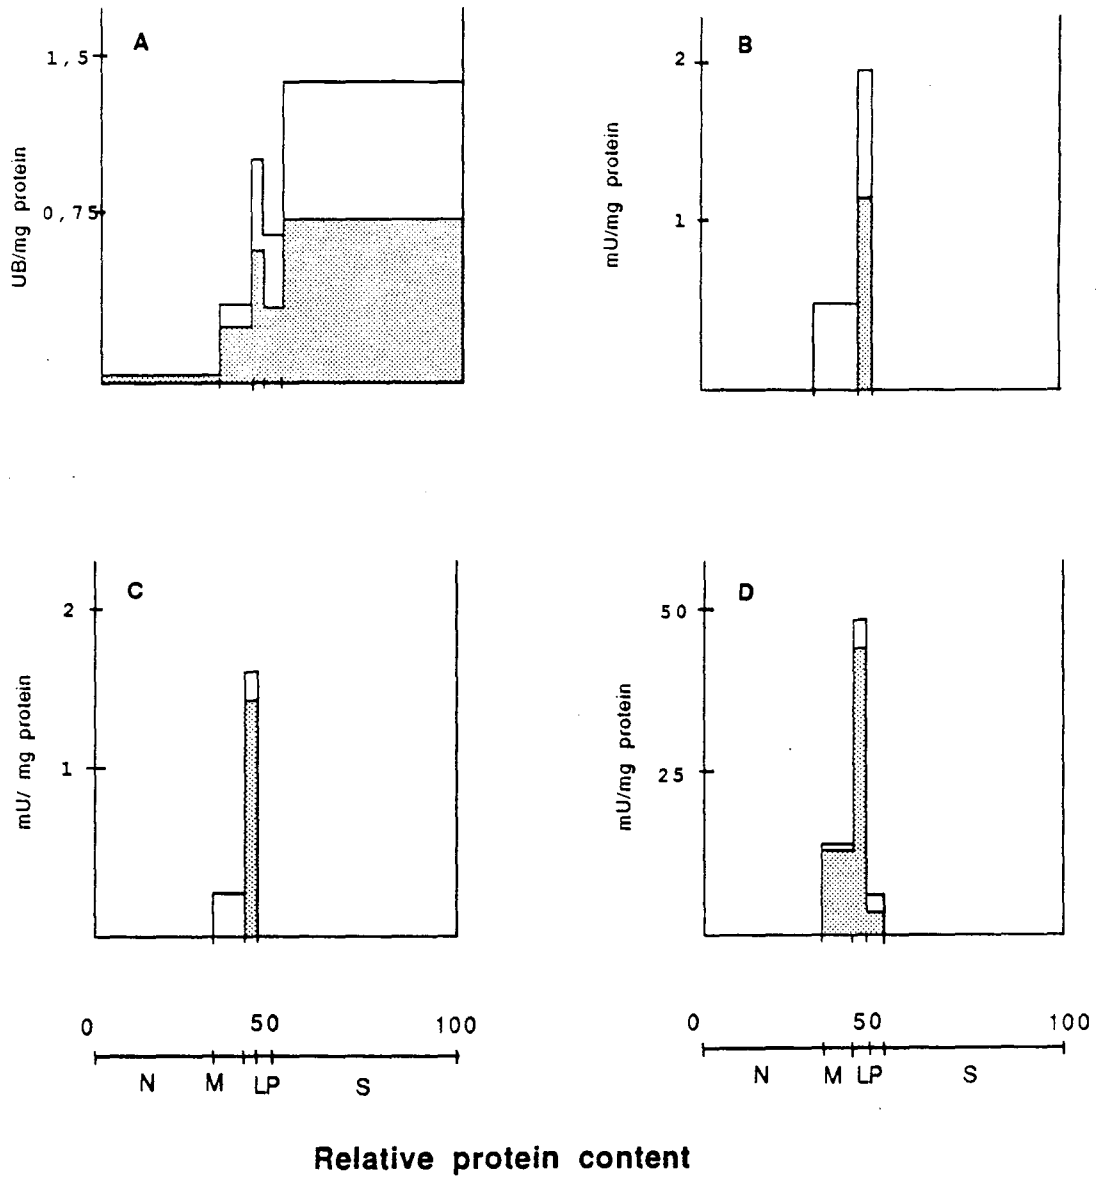 A
1,5
0,75
UB/mg protein
B
2
1
mU/mg protein
C
2
1
mU/ mg protein
D
50
25
mU/mg protein
0 50 100
N M LP S
0 50 100
N M LP S
Relative protein content